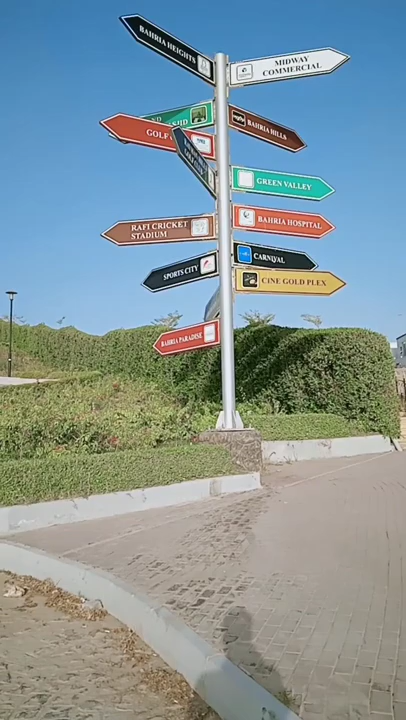 BAHRIA HEIGHTS
MIDWAY
COMMERCIAL
BAHRIA HILLS
GOLF
GREEN VALLEY
BAHRIA HOSPITAL
RAFI CRICKET
STADIUM
CARNIVAL
SPORTS CITY
CINE GOLD PLEX
BAHRIA PARADISE